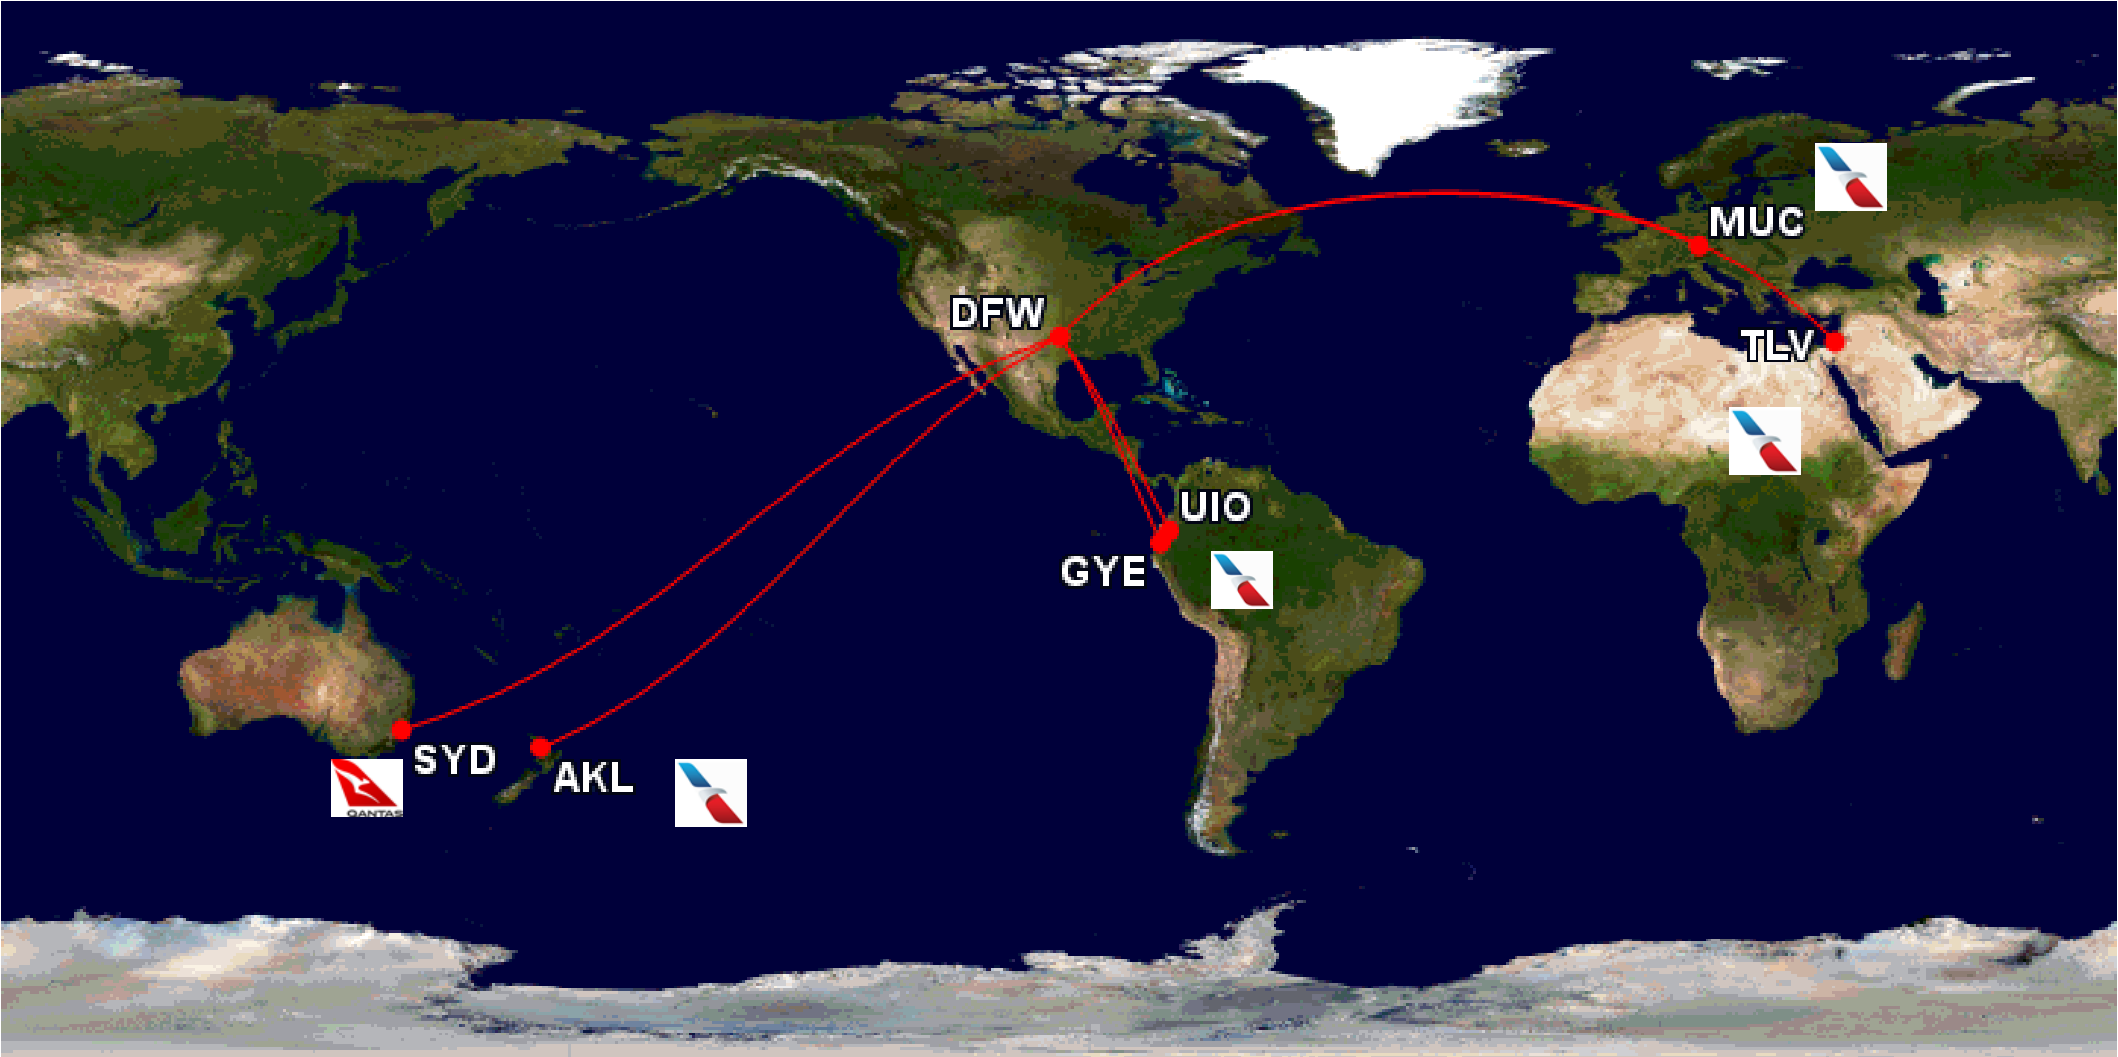 MUC
DFW
TLV
UIO
GYE
SYD
AKL
QANTAS